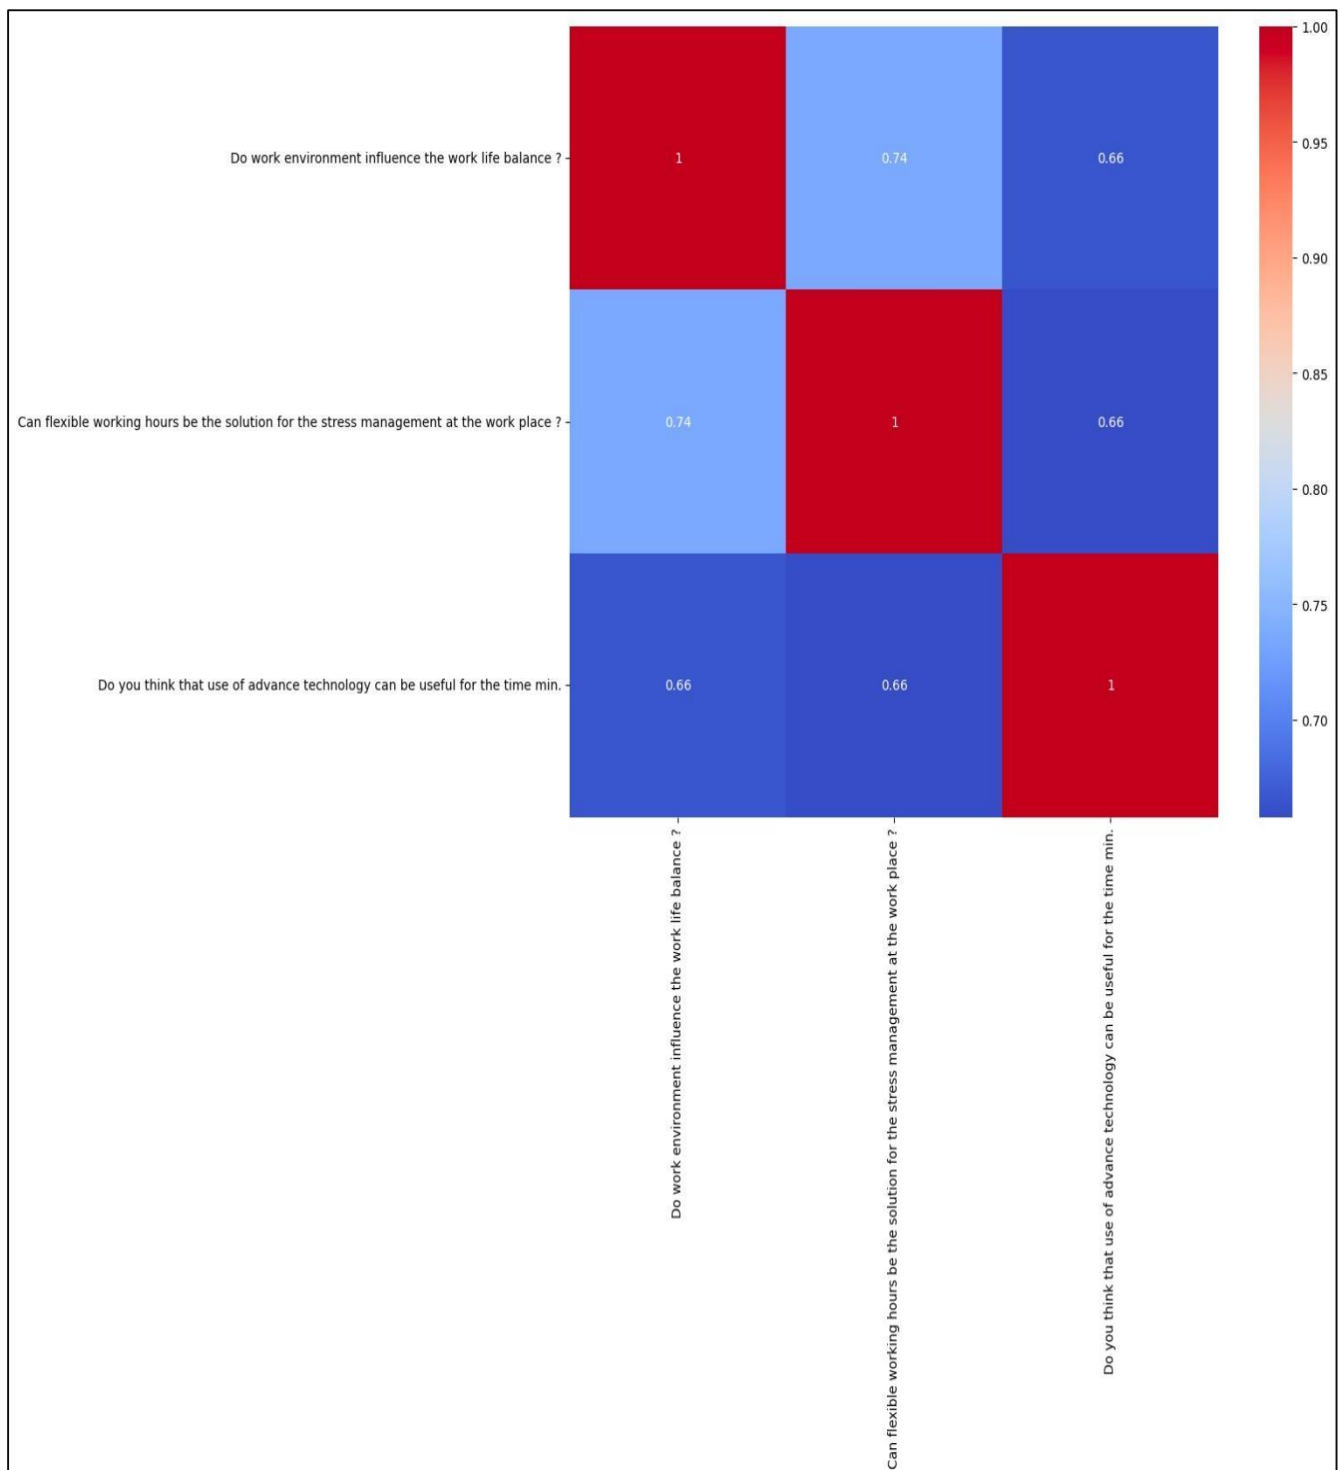 1.00
Do work environment influence the work life balance ?
1
0.74
0.66
0.95
0.90
0.85
Can flexible working hours be the solution for the stress management at the work place ?
0.74
1
0.66
0.80
0.75
Do you think that use of advance technology can be useful for the time min.
0.66
0.66
1
0.70
Do work environment influence the work life balance ?
Can flexible working hours be the solution for the stress management at the work place ?
Do you think that use of advance technology can be useful for the time min.